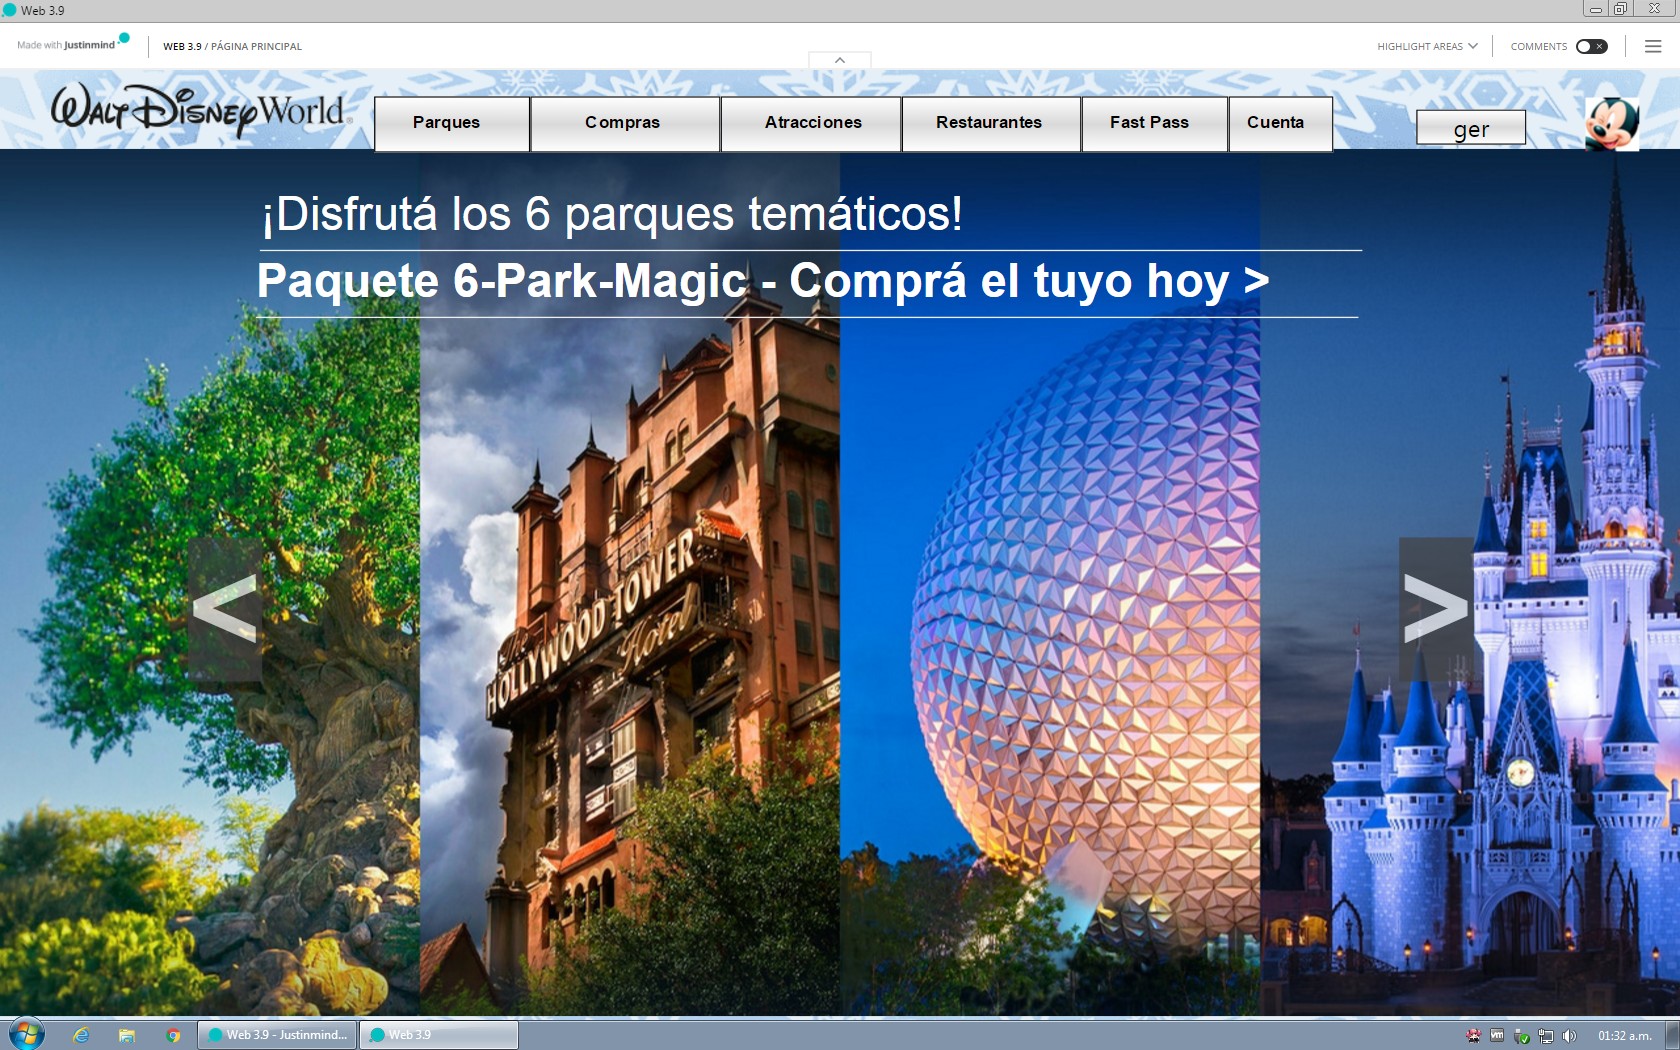 Web 3.9
Made with Justinmind
WEB 3.9 / PÁGINA PRINCIPAL
HIGHLIGHT AREAS
COMMENTS
WALT DISNEY World
Parques
Compras
Atracciones
Restaurantes
Fast Pass
Cuenta
ger
¡Disfrutá los 6 parques temáticos!
Paquete 6-Park-Magic - Comprá el tuyo hoy >
<
>
The
HOLLYWOOD TOWER
Hotel
Web 3.9 - Justinmind...
Web 3.9
vm
01:32 a.m.